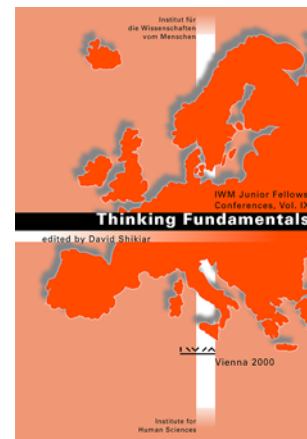 Institut für
die Wissenschaften
vom Menschen
IWM Junior Fellows
Conferences, Vol. IX
Thinking Fundamentals
edited by David Shikiar
IWM
Vienna 2000
Institute for
Human Sciences